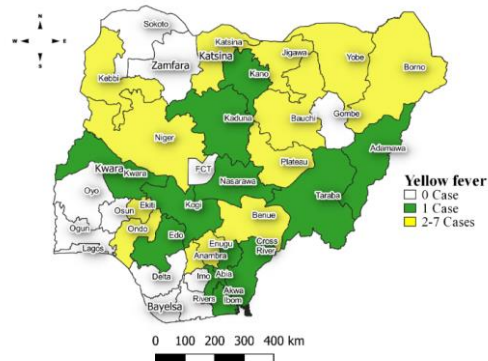 N
W E
S
Sokoto
Katsina
Zamfara
Katsina
Jigawa
Yobe
Borno
Kebbi
Kano
Kaduna
Bauchi
Gombe
Niger
Adamawa
Plateau
FCT
Kwara
Kwara
Nasarawa
Taraba
Oyo
Osun
Ekiti
Kogi
Benue
Ogun
Ondo
Edo
Enugu
Cross
River
Lagos
Anambra
Delta
Imo
Abia
Bayelsa
Rivers
Akwa
Ibom
Yellow fever
0 Case
1 Case
2-7 Cases
0 100 200 300 400 km